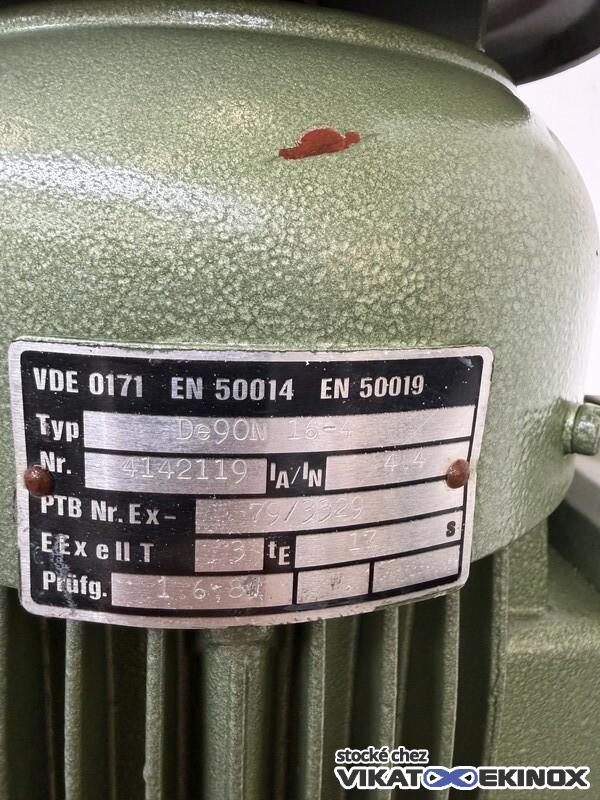 VDE 0171 EN 50014 EN 50019
Typ De90N 16-4
Nr. 4142119 IA/IN 4.4
PTB Nr. Ex- 79/3329
EEx e II T 3 tE 17 s
Prüfg.
stocké chez
VIKAT EKINOX